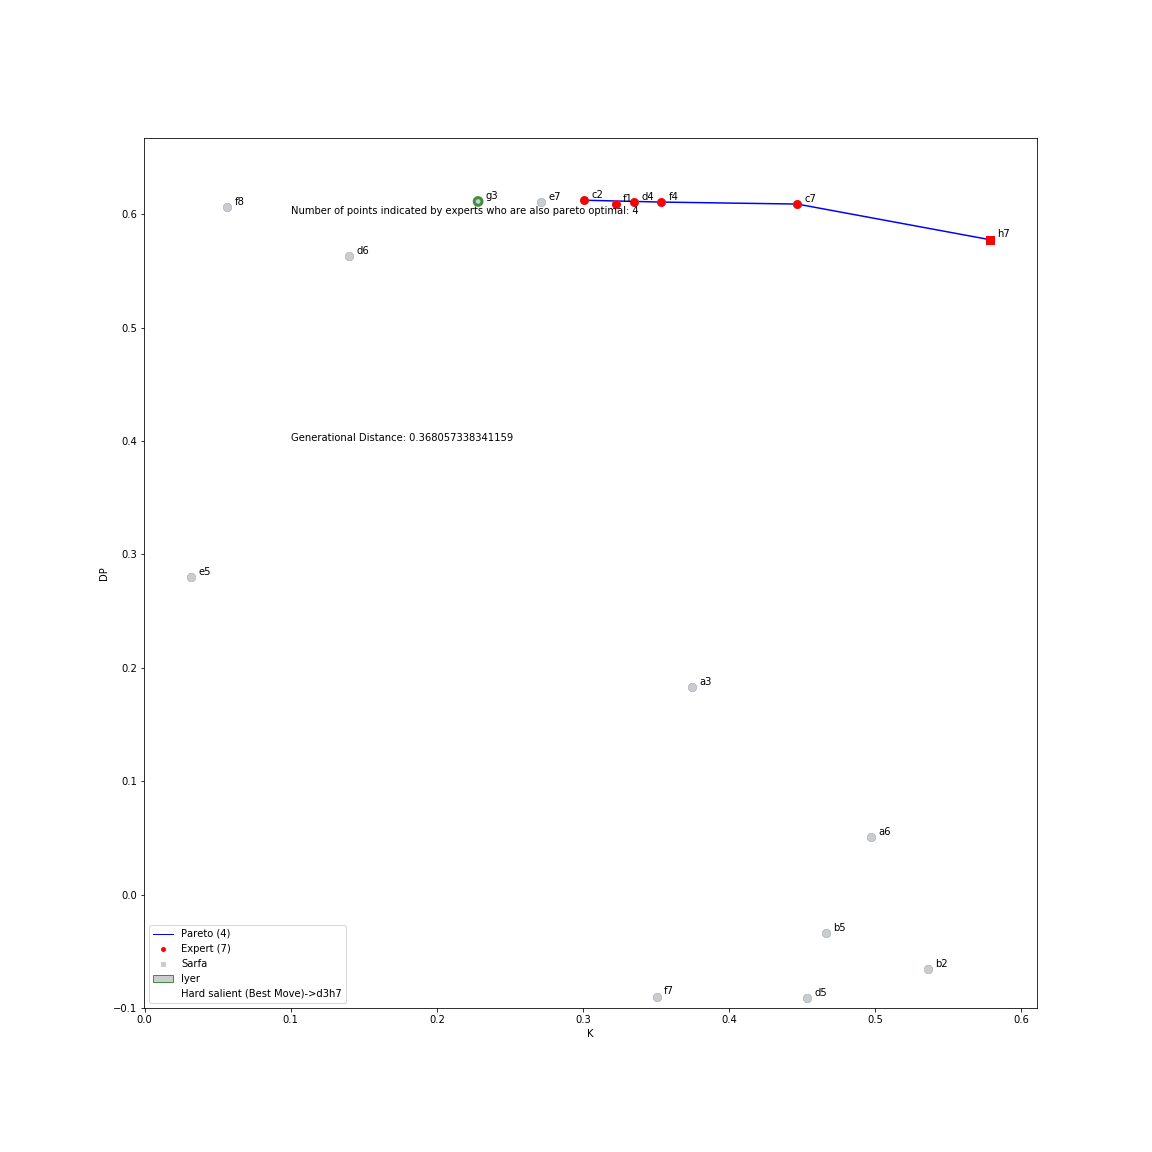 g3
e7
c2
f1
d4
f4
c7
f8
Number of points indicated by experts who are also pareto optimal: 4
h7
d6
Generational Distance: 0.368057338341159
e5
a3
a6
b5
b2
f7
d5
0.6
0.5
0.4
0.3
0.2
0.1
0.0
−0.1
DP
Pareto (4)
Expert (7)
Sarfa
Iyer
Hard salient (Best Move)->d3h7
0.0 0.1 0.2 0.3 0.4 0.5 0.6
K